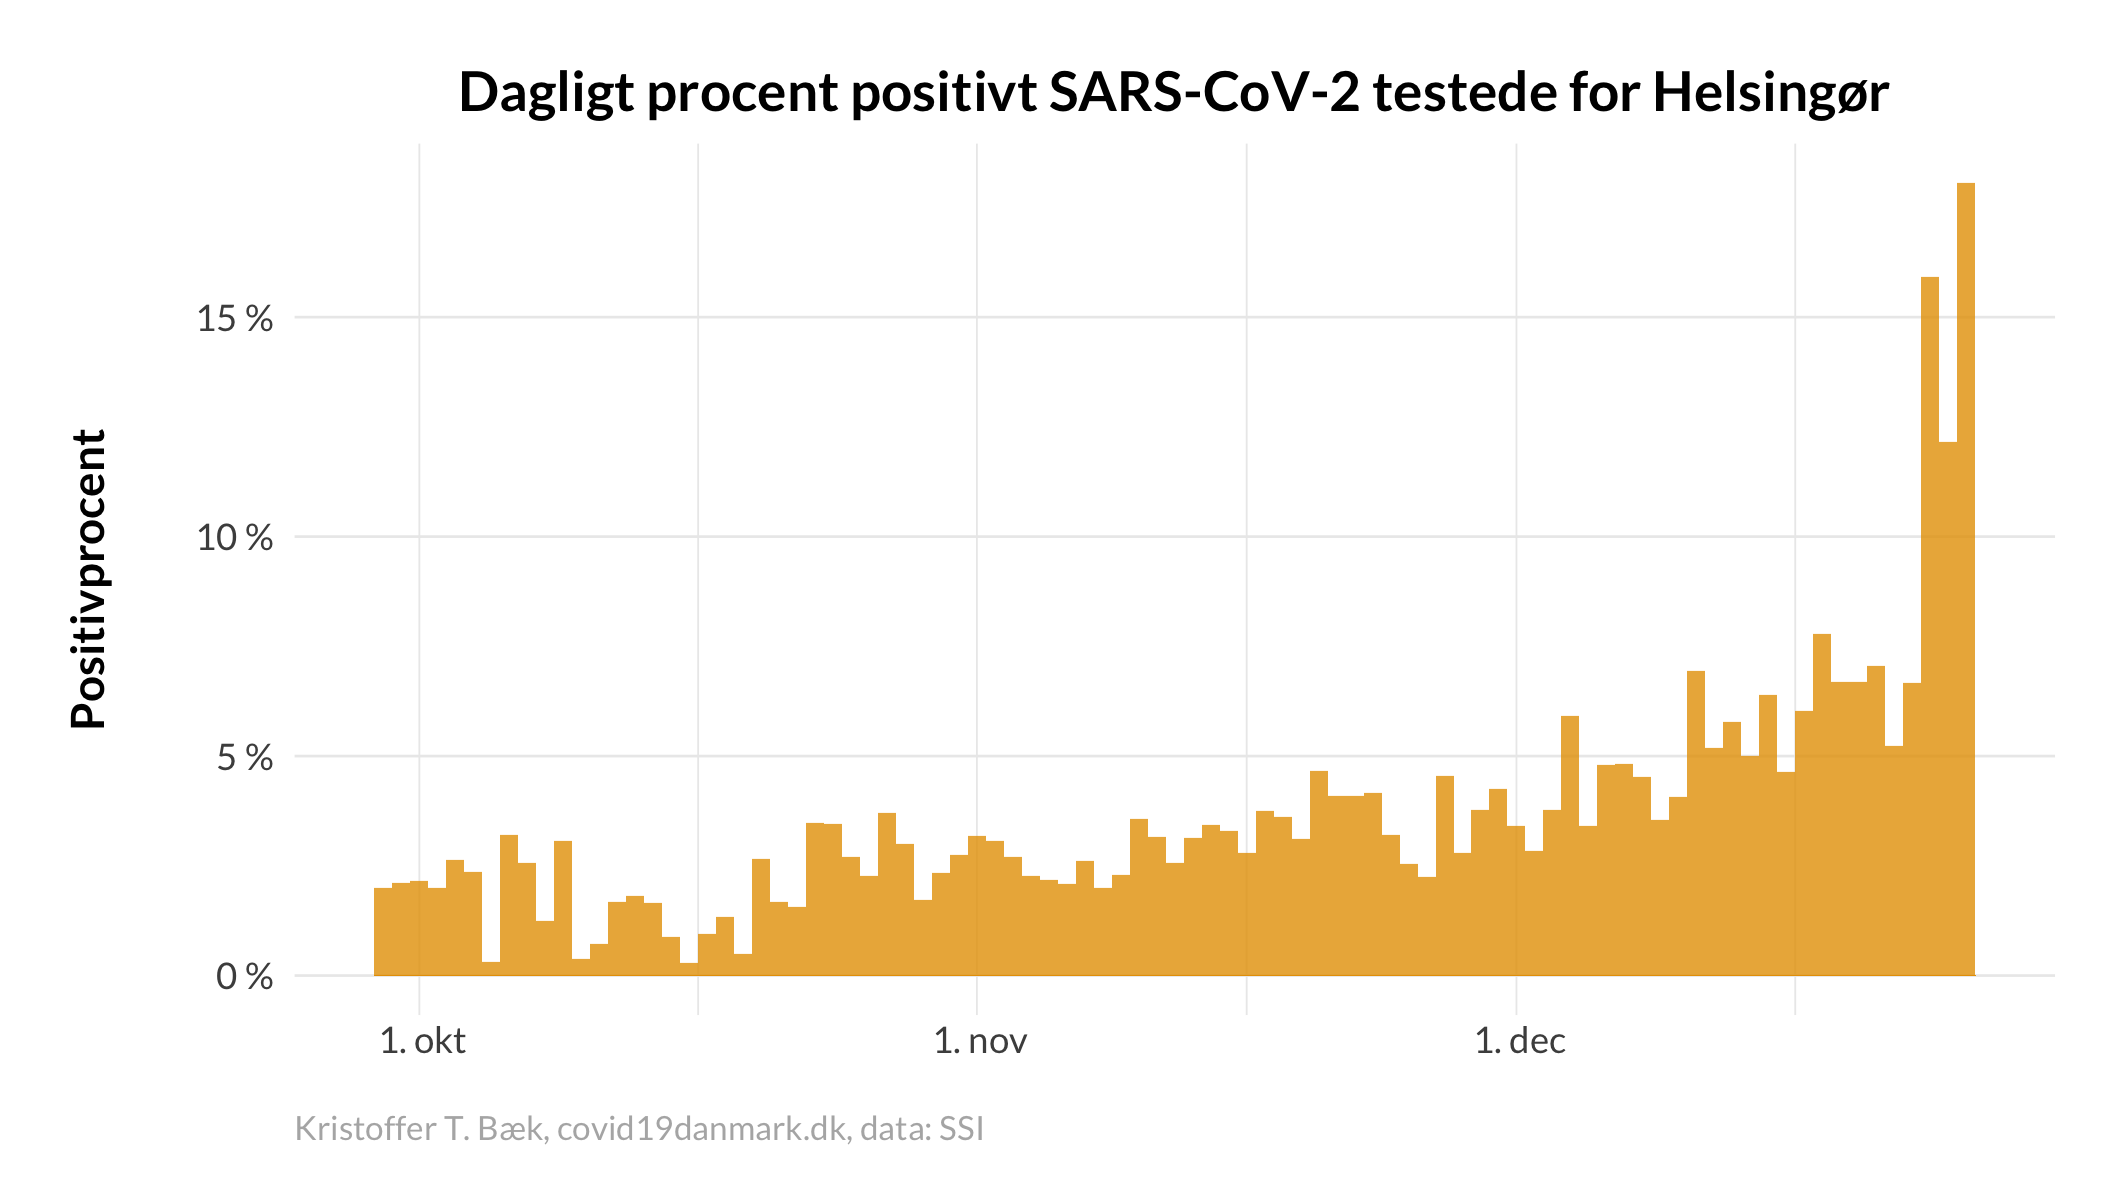 Dagligt procent positivt SARS-CoV-2 testede for Helsingør
Positivprocent
15 %
10 %
5 %
0 %
1. okt
1. nov
1. dec
Kristoffer T. Bæk, covid19danmark.dk, data: SSI